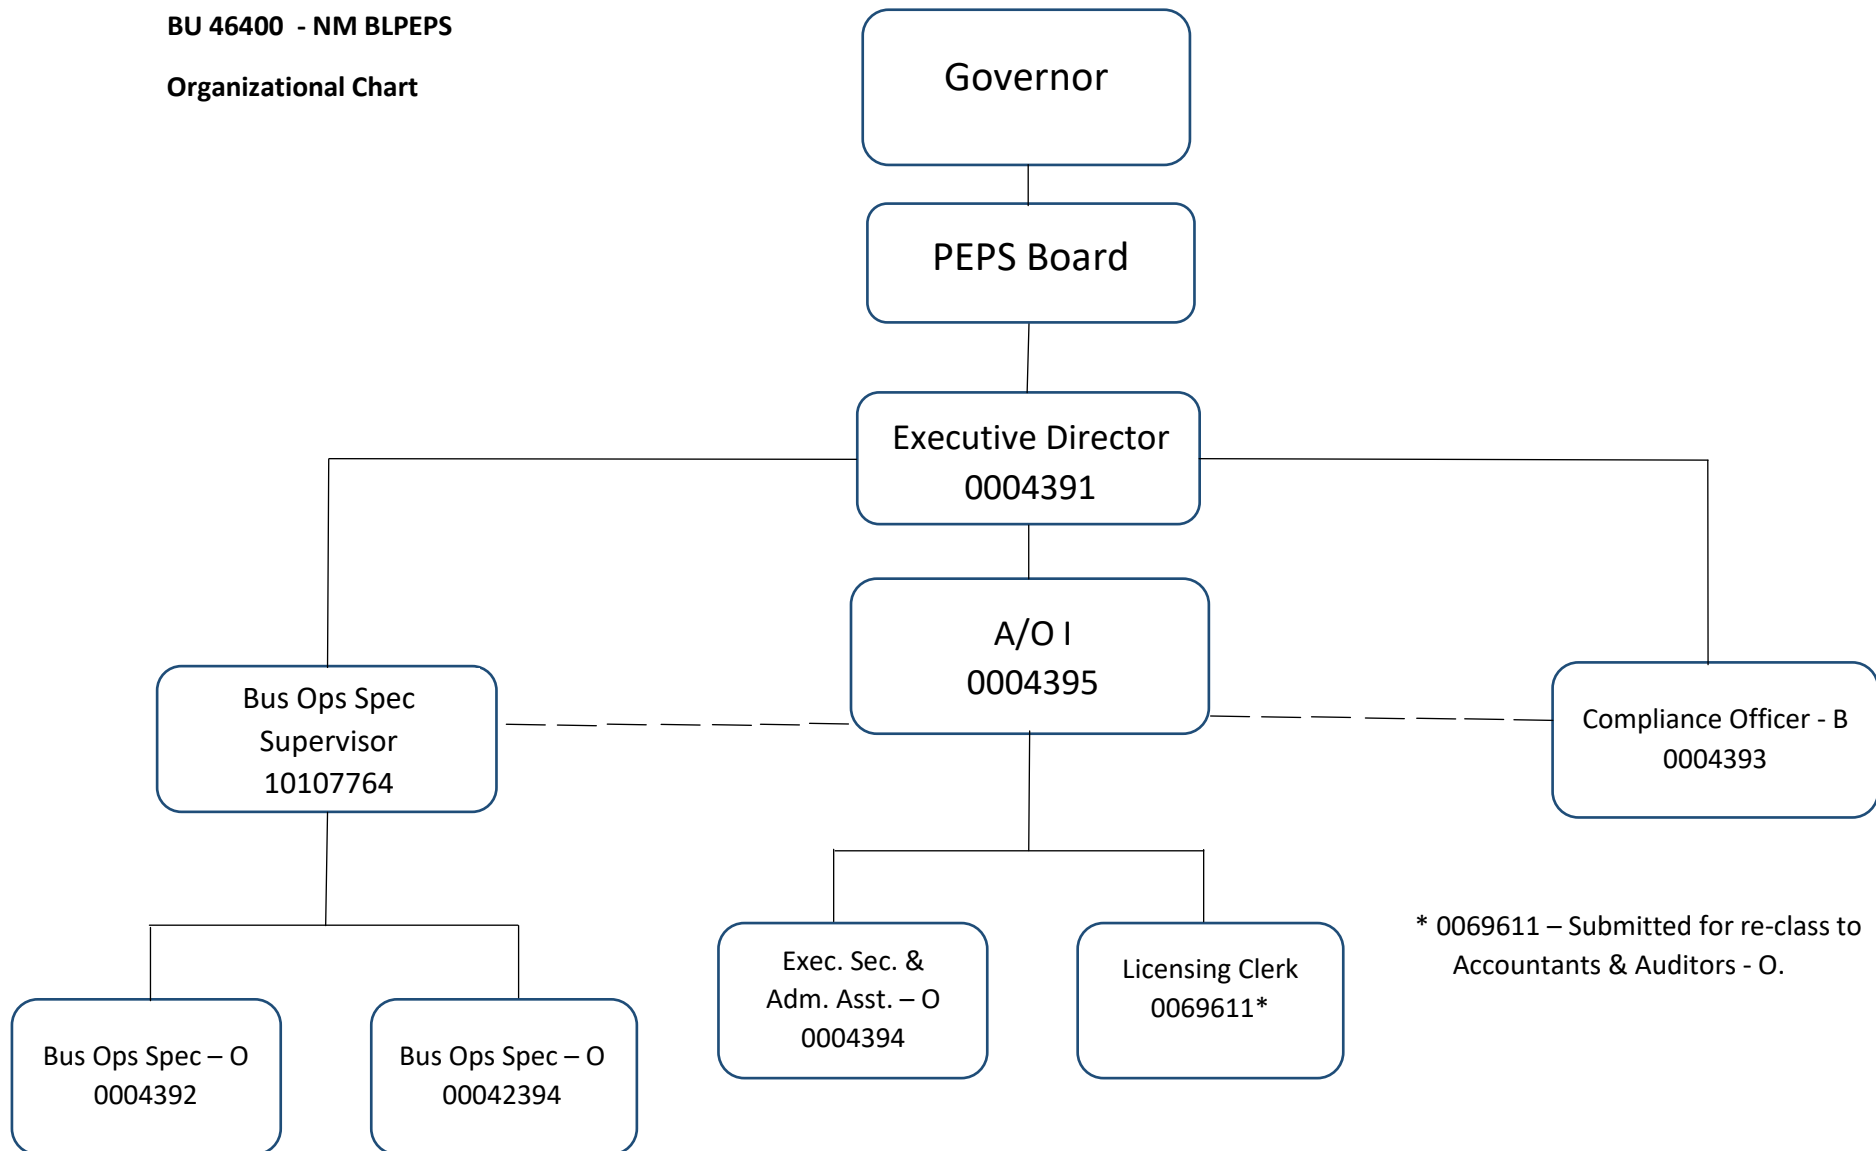 BU 46400 - NM BLPEPS
Organizational Chart
Governor
PEPS Board
Executive Director
0004391
A/O I
0004395
Bus Ops Spec
Supervisor
10107764
Compliance Officer - B
0004393
Exec. Sec. &
Adm. Asst. – O
0004394
Licensing Clerk
0069611*
* 0069611 – Submitted for re-class to
Accountants & Auditors - O.
Bus Ops Spec – O
0004392
Bus Ops Spec – O
00042394